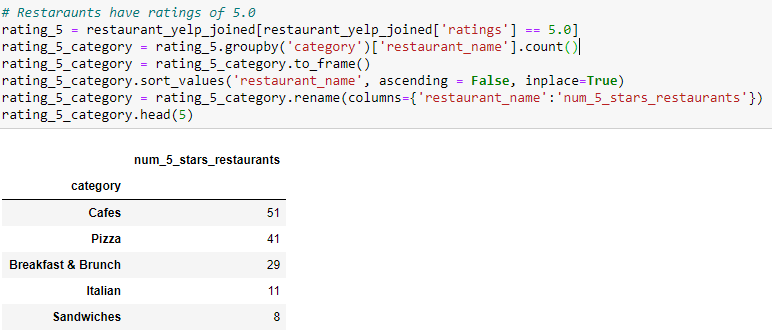 # Restaraunts have ratings of 5.0
rating_5 = restaurant_yelp_joined[restaurant_yelp_joined['ratings'] == 5.0]
rating_5_category = rating_5.groupby('category')['restaurant_name'].count()
rating_5_category = rating_5_category.to_frame()
rating_5_category.sort_values('restaurant_name', ascending = False, inplace=True)
rating_5_category = rating_5_category.rename(columns={'restaurant_name':'num_5_stars_restaurants'})
rating_5_category.head(5)
num_5_stars_restaurants
category
Cafes 51
Pizza 41
Breakfast & Brunch 29
Italian 11
Sandwiches 8